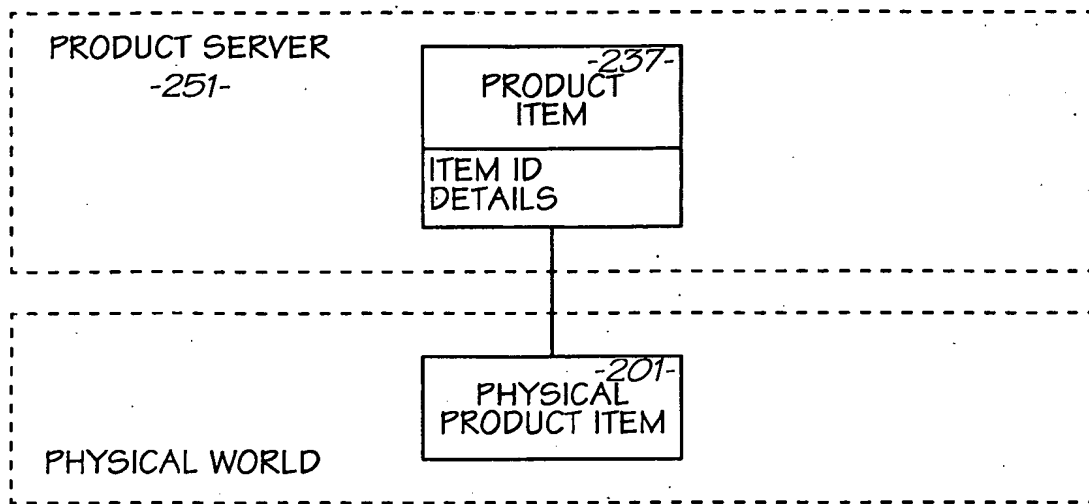 PRODUCT SERVER
-251-
-237-
PRODUCT
ITEM
ITEM ID
DETAILS
-201-
PHYSICAL
PRODUCT ITEM
PHYSICAL WORLD